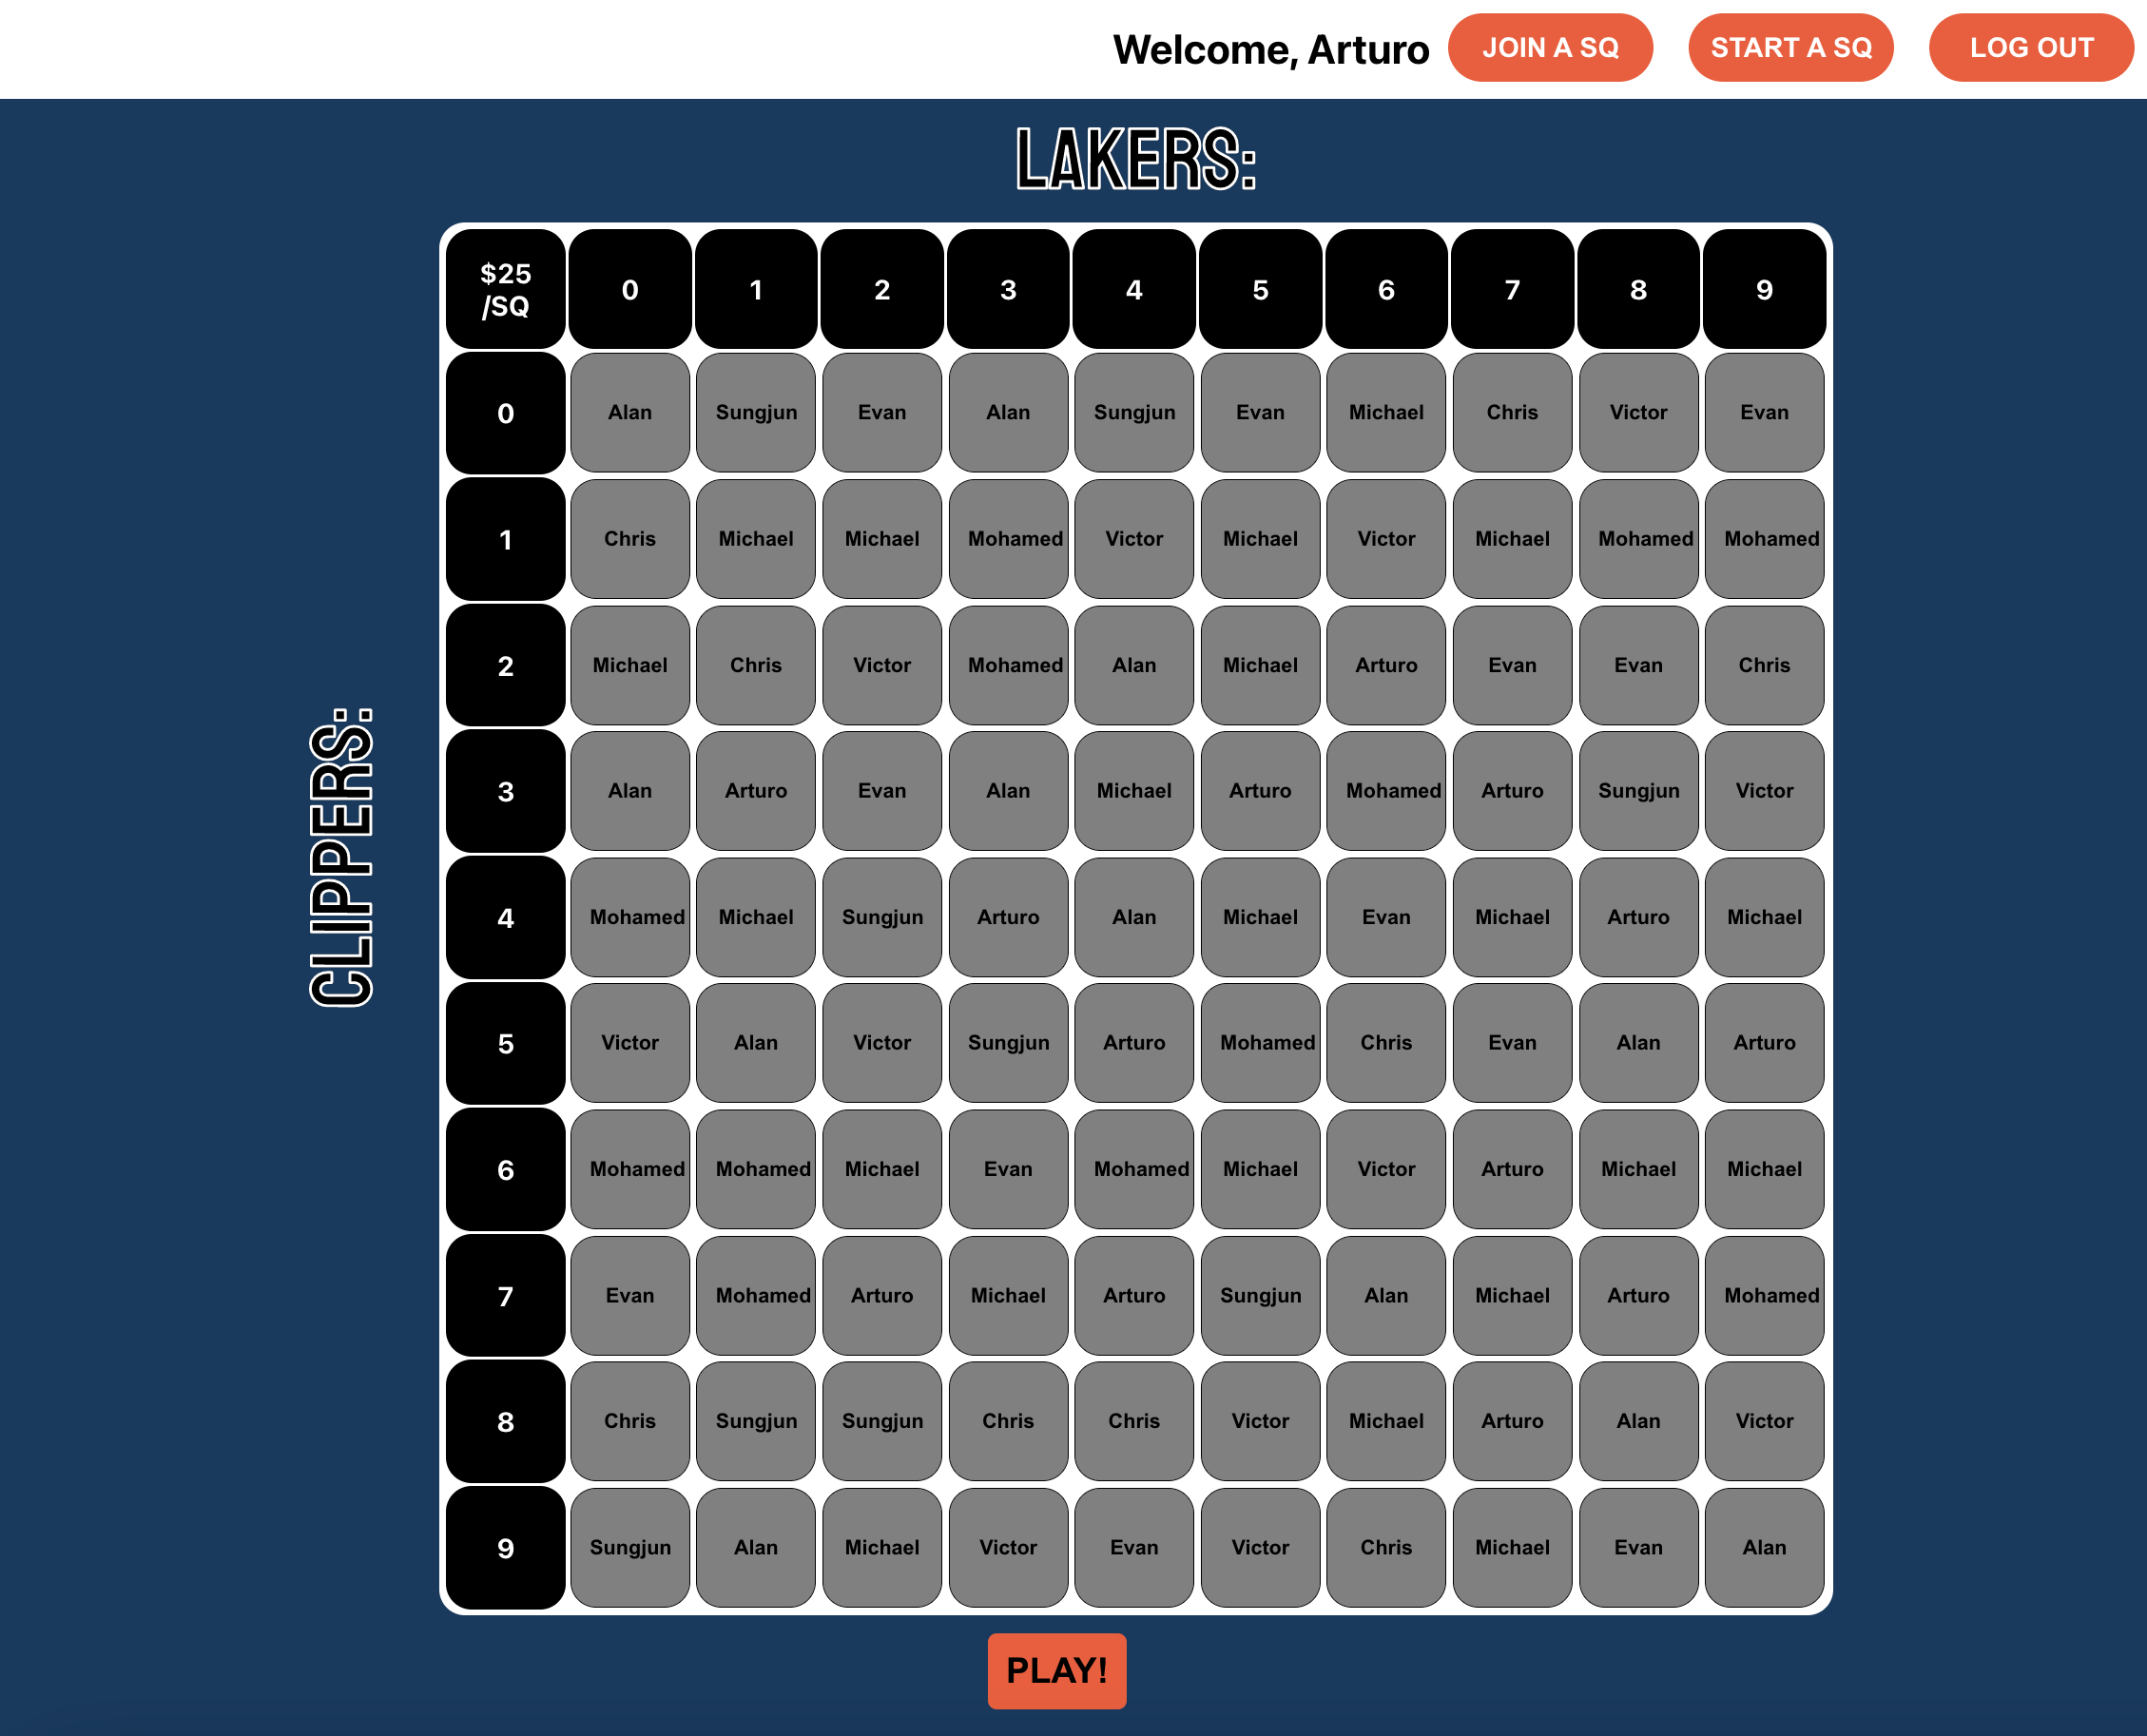 Welcome, Arturo JOIN A SQ START A SQ LOG OUT
LAKERS:
CLIPPERS:
$25
/SQ 0 1 2 3 4 5 6 7 8 9
0 Alan Sungjun Evan Alan Sungjun Evan Michael Chris Victor Evan
1 Chris Michael Michael Mohamed Victor Michael Victor Michael Mohamed Mohamed
2 Michael Chris Victor Mohamed Alan Michael Arturo Evan Evan Chris
3 Alan Arturo Evan Alan Michael Arturo Mohamed Arturo Sungjun Victor
4 Mohamed Michael Sungjun Arturo Alan Michael Evan Michael Arturo Michael
5 Victor Alan Victor Sungjun Arturo Mohamed Chris Evan Alan Arturo
6 Mohamed Mohamed Michael Evan Mohamed Michael Victor Arturo Michael Michael
7 Evan Mohamed Arturo Michael Arturo Sungjun Alan Michael Arturo Mohamed
8 Chris Sungjun Sungjun Chris Chris Victor Michael Arturo Alan Victor
9 Sungjun Alan Michael Victor Evan Victor Chris Michael Evan Alan
PLAY!